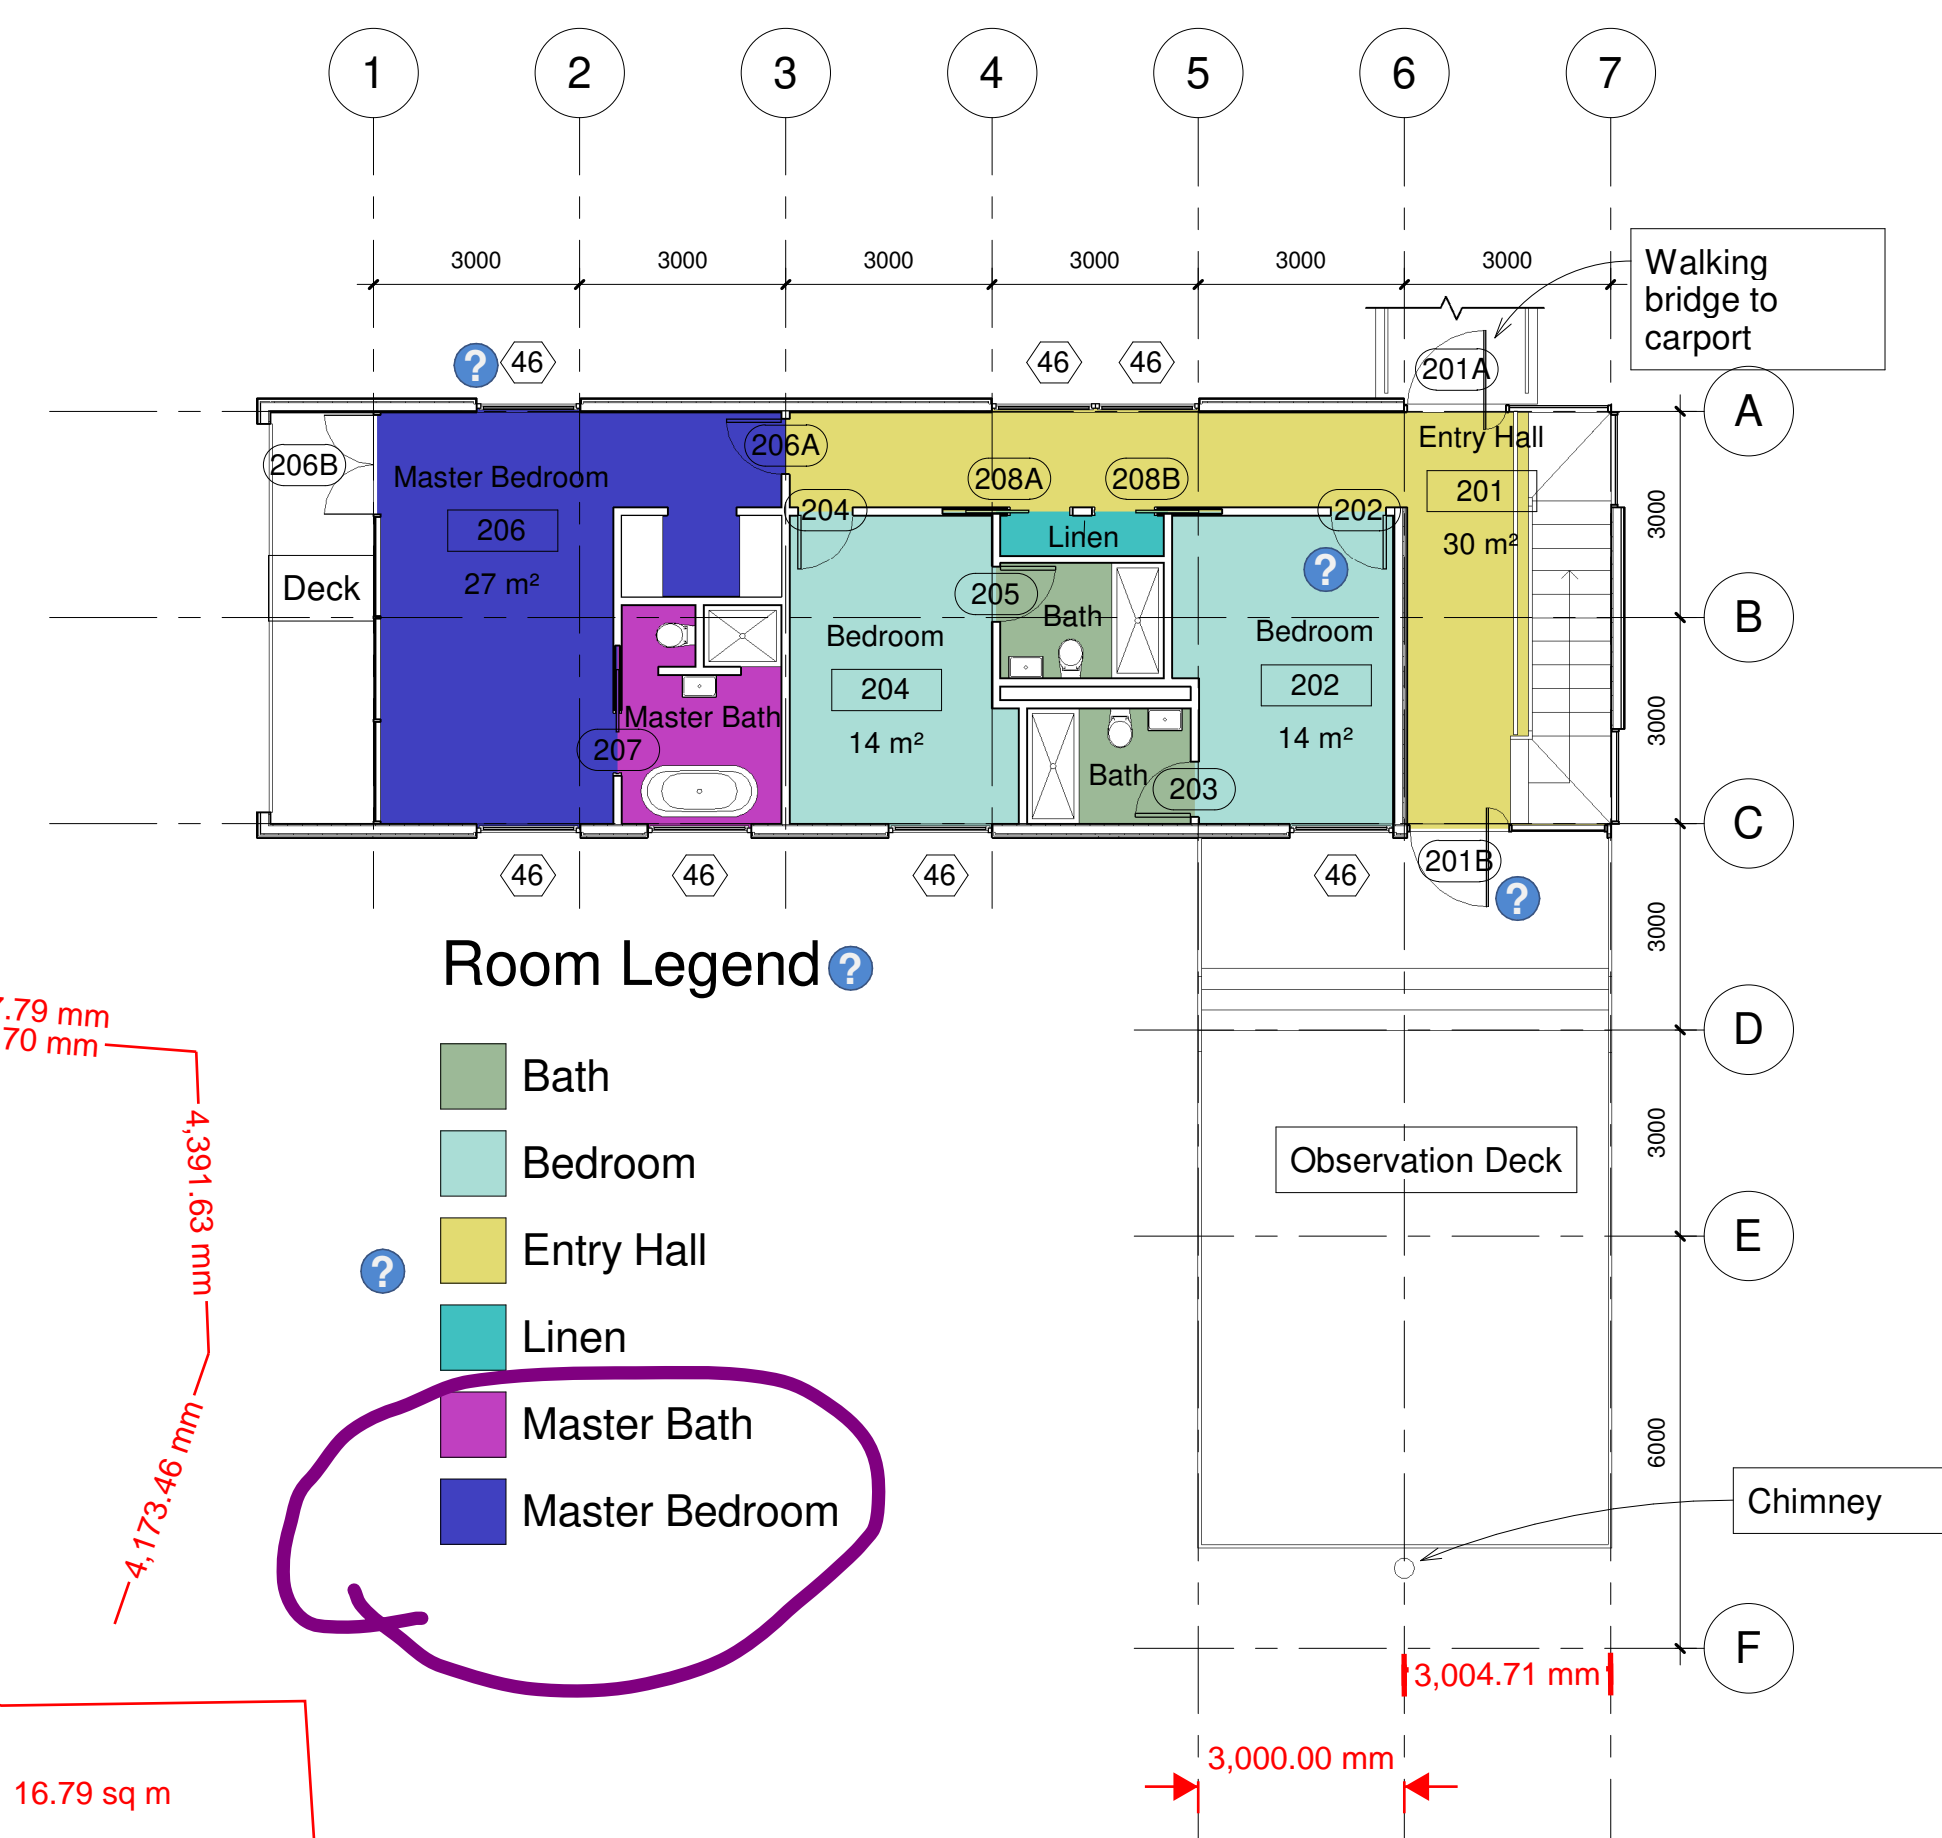 1 2 3 4 5 6 7
3000 3000 3000 3000 3000 3000
Walking
bridge to
carport
? 46 46 46 201A
A
206B 206A Entry Hall
Master Bedroom 208A 208B 201
206 204 202 30 m²
3000
27 m² Linen ?
Deck 205
Bath
B
Bedroom Bedroom
204 202
14 m² 14 m²
3000
Master Bath
207 Bath 203
C
46 46 46 46 201B
?
3000
Room Legend ?
D
.79 mm
70 mm
Bath
Bedroom
Entry Hall
?
Linen
Master Bath
Master Bedroom
4,391.63 mm
4,173.46 mm
Observation Deck
3000
E
6000
Chimney
F
3,004.71 mm
3,000.00 mm
16.79 sq m